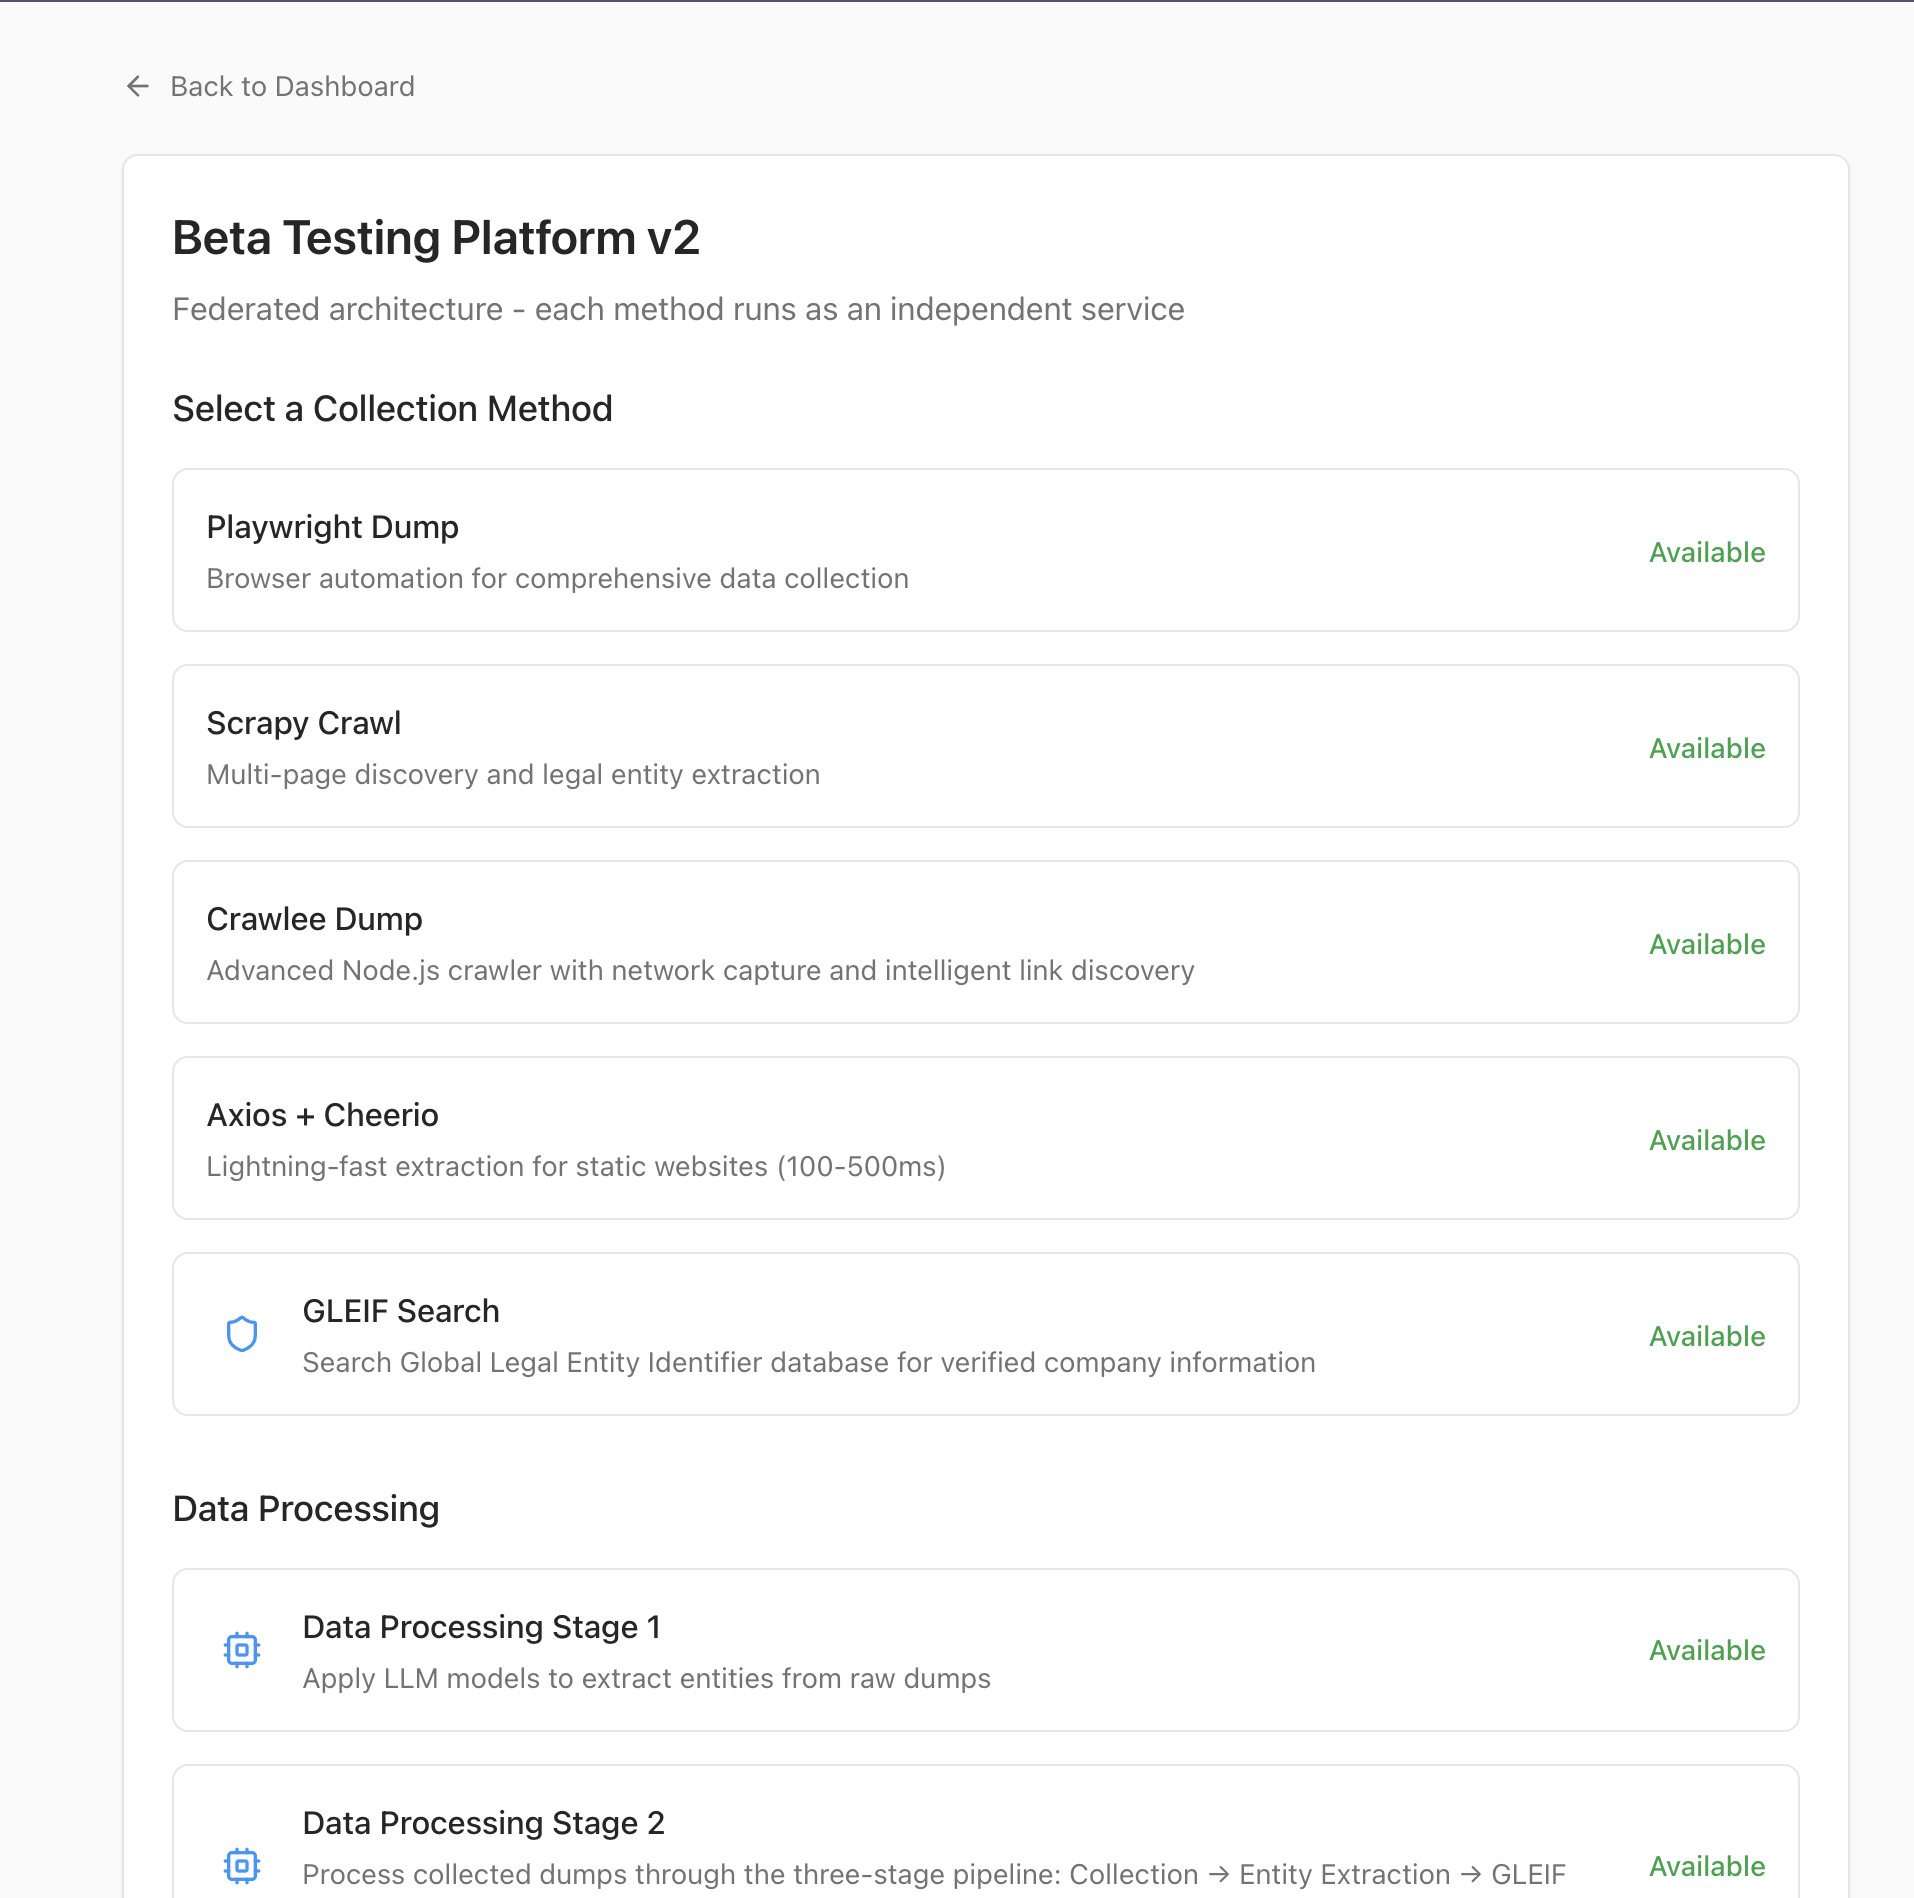 Back to Dashboard
Beta Testing Platform v2
Federated architecture - each method runs as an independent service
Select a Collection Method
Playwright Dump
Browser automation for comprehensive data collection
Available
Scrapy Crawl
Multi-page discovery and legal entity extraction
Available
Crawlee Dump
Advanced Node.js crawler with network capture and intelligent link discovery
Available
Axios + Cheerio
Lightning-fast extraction for static websites (100-500ms)
Available
GLEIF Search
Search Global Legal Entity Identifier database for verified company information
Available
Data Processing
Data Processing Stage 1
Apply LLM models to extract entities from raw dumps
Available
Data Processing Stage 2
Process collected dumps through the three-stage pipeline: Collection → Entity Extraction → GLEIF
Available